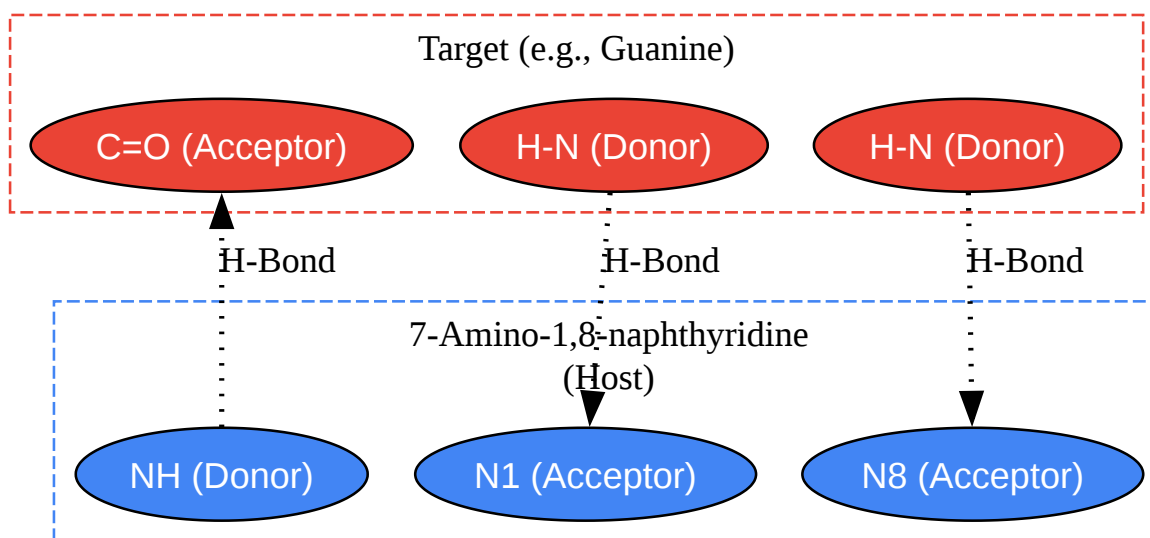 Target (e.g., Guanine)
C=O (Acceptor)
H-N (Donor)
H-N (Donor)
H-Bond
H-Bond
H-Bond
7-Amino-1,8-naphthyridine
(Host)
NH (Donor)
N1 (Acceptor)
N8 (Acceptor)